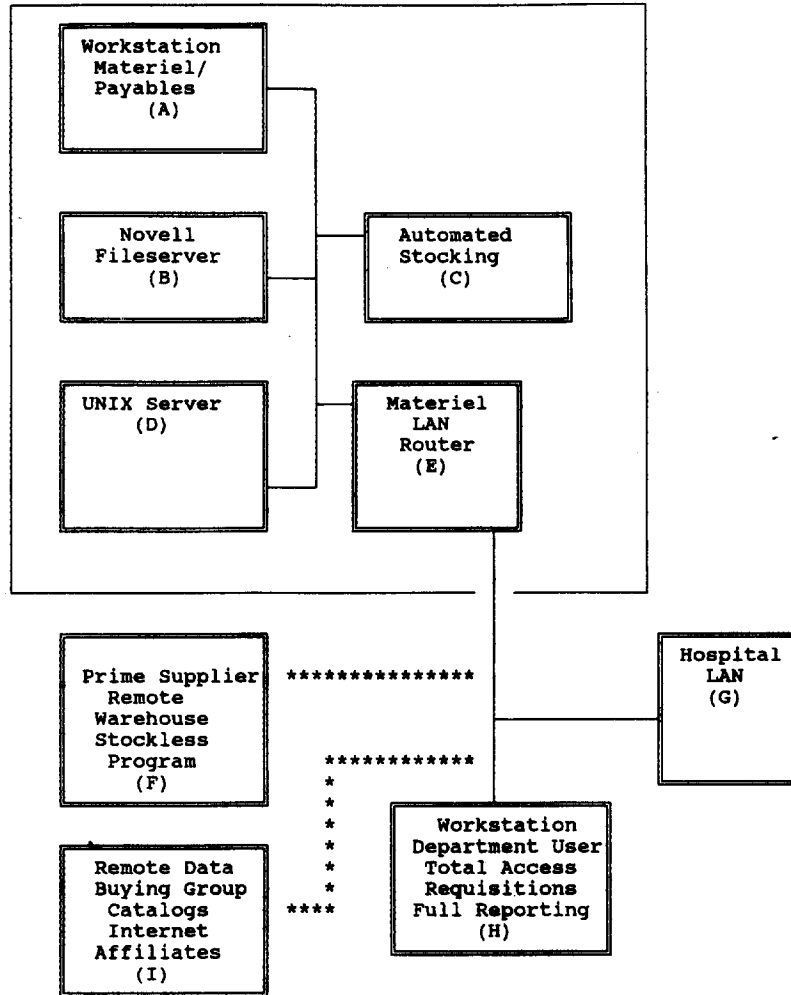 Workstation
Materiel/
Payables
(A)
Novell
Fileserver
(B)
Automated
Stocking
(C)
UNIX Server
(D)
Materiel
LAN
Router
(E)
Prime Supplier
Remote
Warehouse
Stockless
Program
(F)
**************
Hospital
LAN
(G)
************
*
*
*
*
*
****
Workstation
Department User
Total Access
Requisitions
Full Reporting
(H)
Remote Data
Buying Group
Catalogs
Internet
Affiliates
(I)